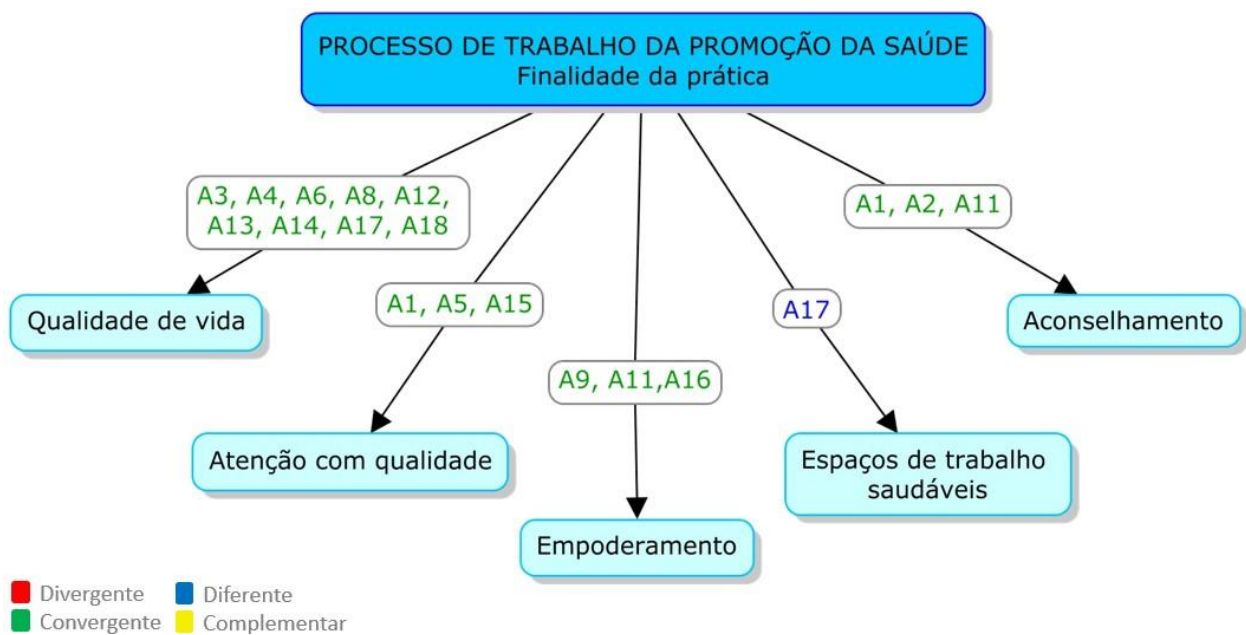 PROCESSO DE TRABALHO DA PROMOÇÃO DA SAÚDE
Finalidade da prática
A3, A4, A6, A8, A12,
A13, A14, A17, A18
A1, A2, A11
A1, A5, A15
A17
Qualidade de vida
Aconselhamento
A9, A11,A16
Atenção com qualidade
Espaços de trabalho
saudáveis
Empoderamento
Divergente
Diferente
Convergente
Complementar